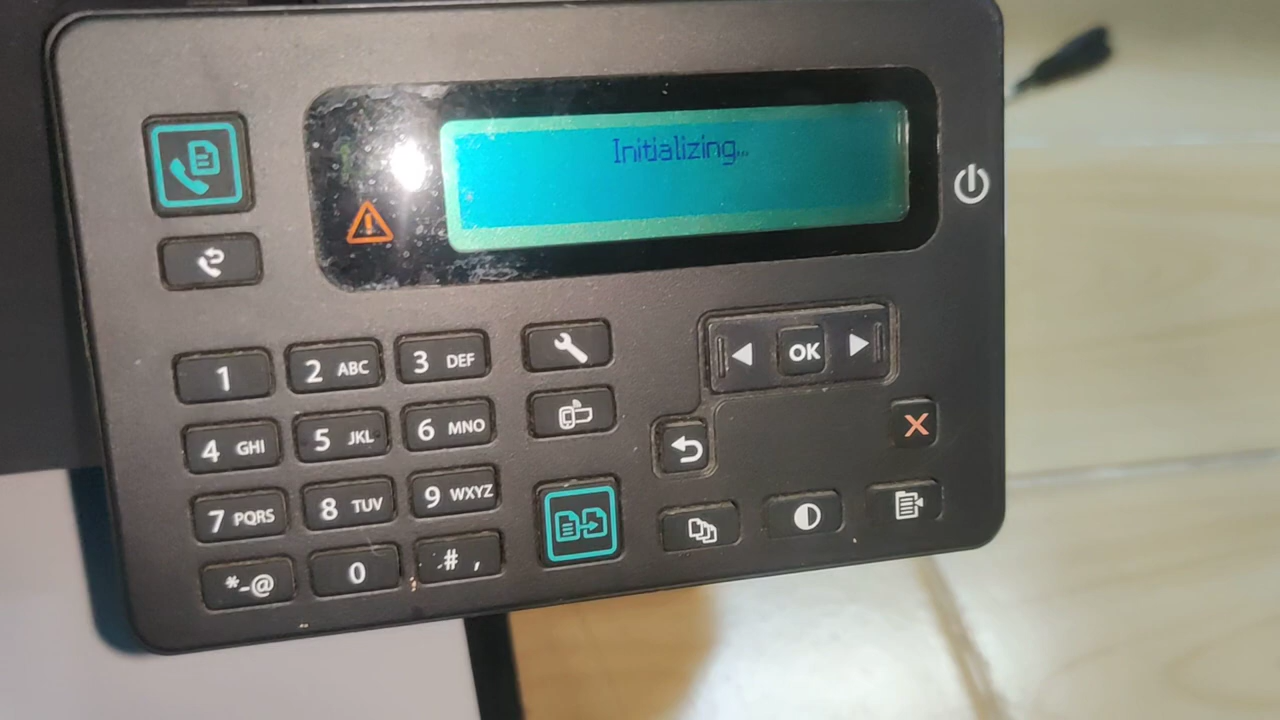 Initializing...
1
2 ABC
3 DEF
4 GHI
5 JKL
6 MNO
OK
7 PQRS
8 TUV
9 WXYZ
*-@
0
# ,